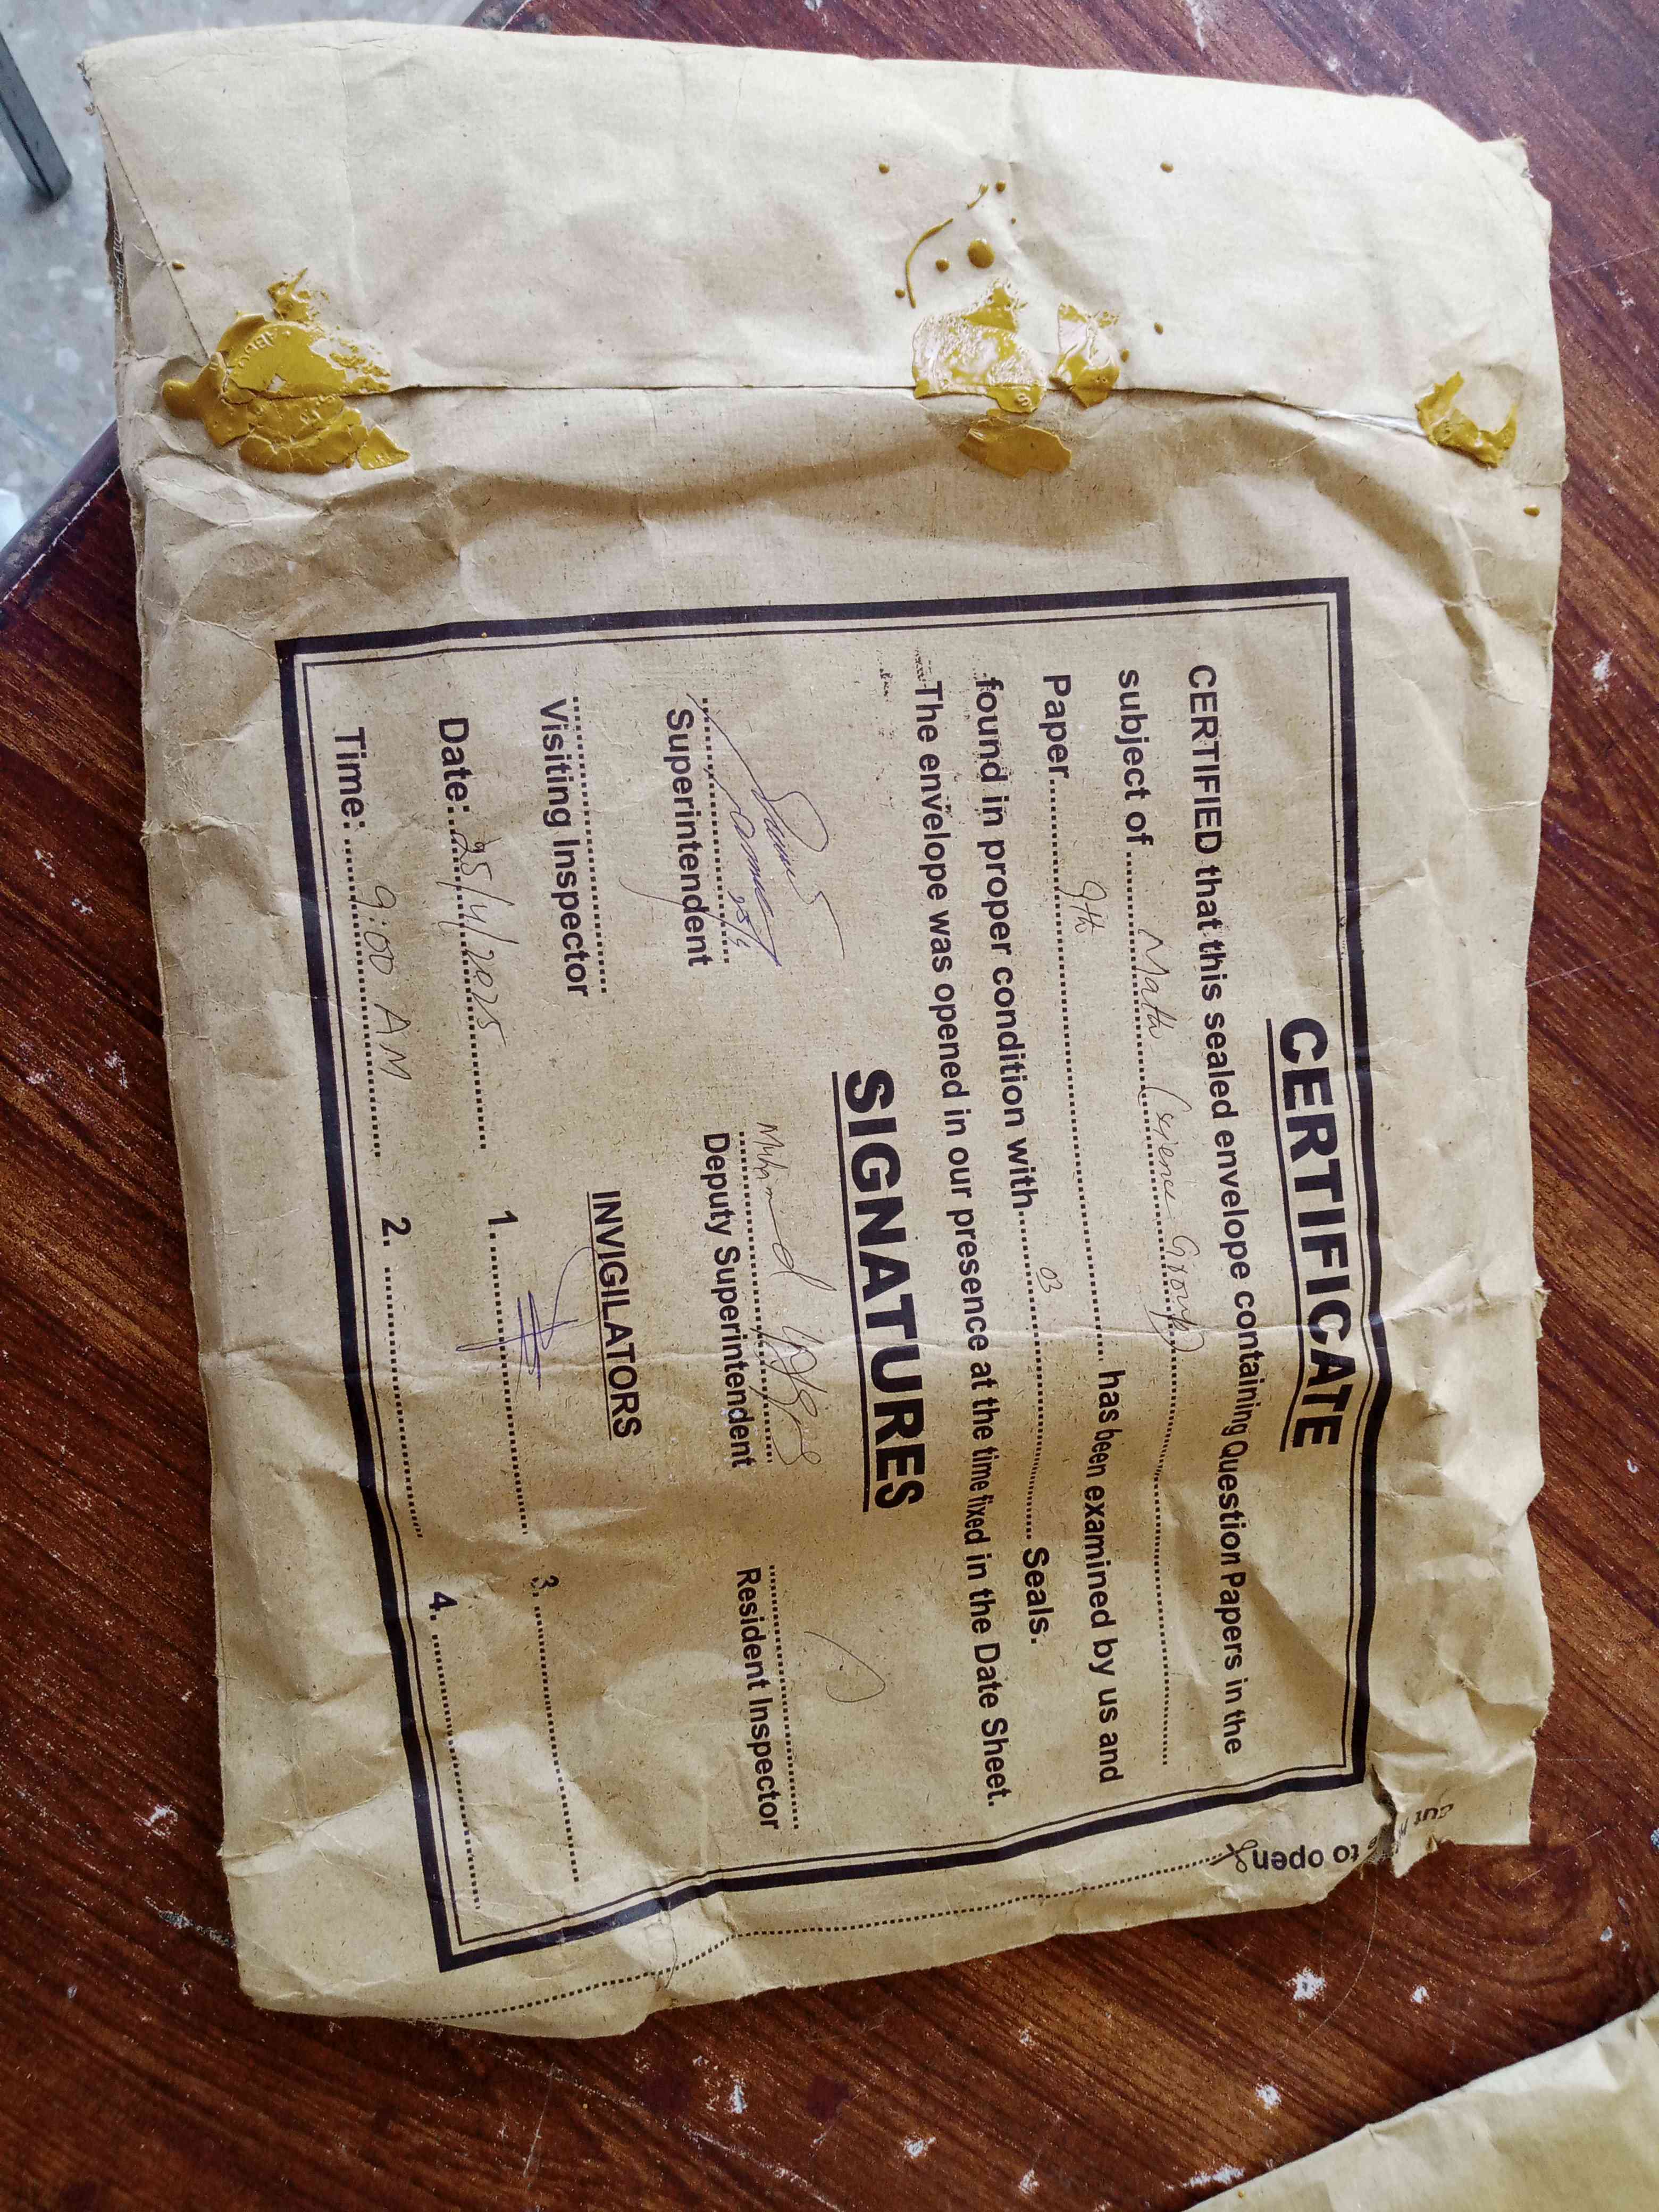 CERTIFICATE
CERTIFIED that this sealed envelope containing Question Papers in the
subject of Math (Science Group)
Paper 9th has been examined by us and
found in proper condition with 03 Seals.
The envelope was opened in our presence at the time fixed in the Date Sheet.
SIGNATURES
25/4
Superintendent
Deputy Superintendent
Resident Inspector
Visiting Inspector
INVIGILATORS
Date: 25/4/2025
1.
3.
Time: 9:00 AM
2.
4.
to open